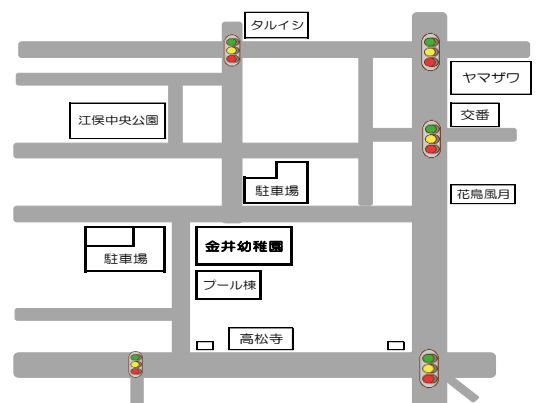 タルイシ
ヤマザワ
江俣中央公園
交番
駐車場
花鳥風月
金井幼稚園
駐車場
プール棟
高松寺